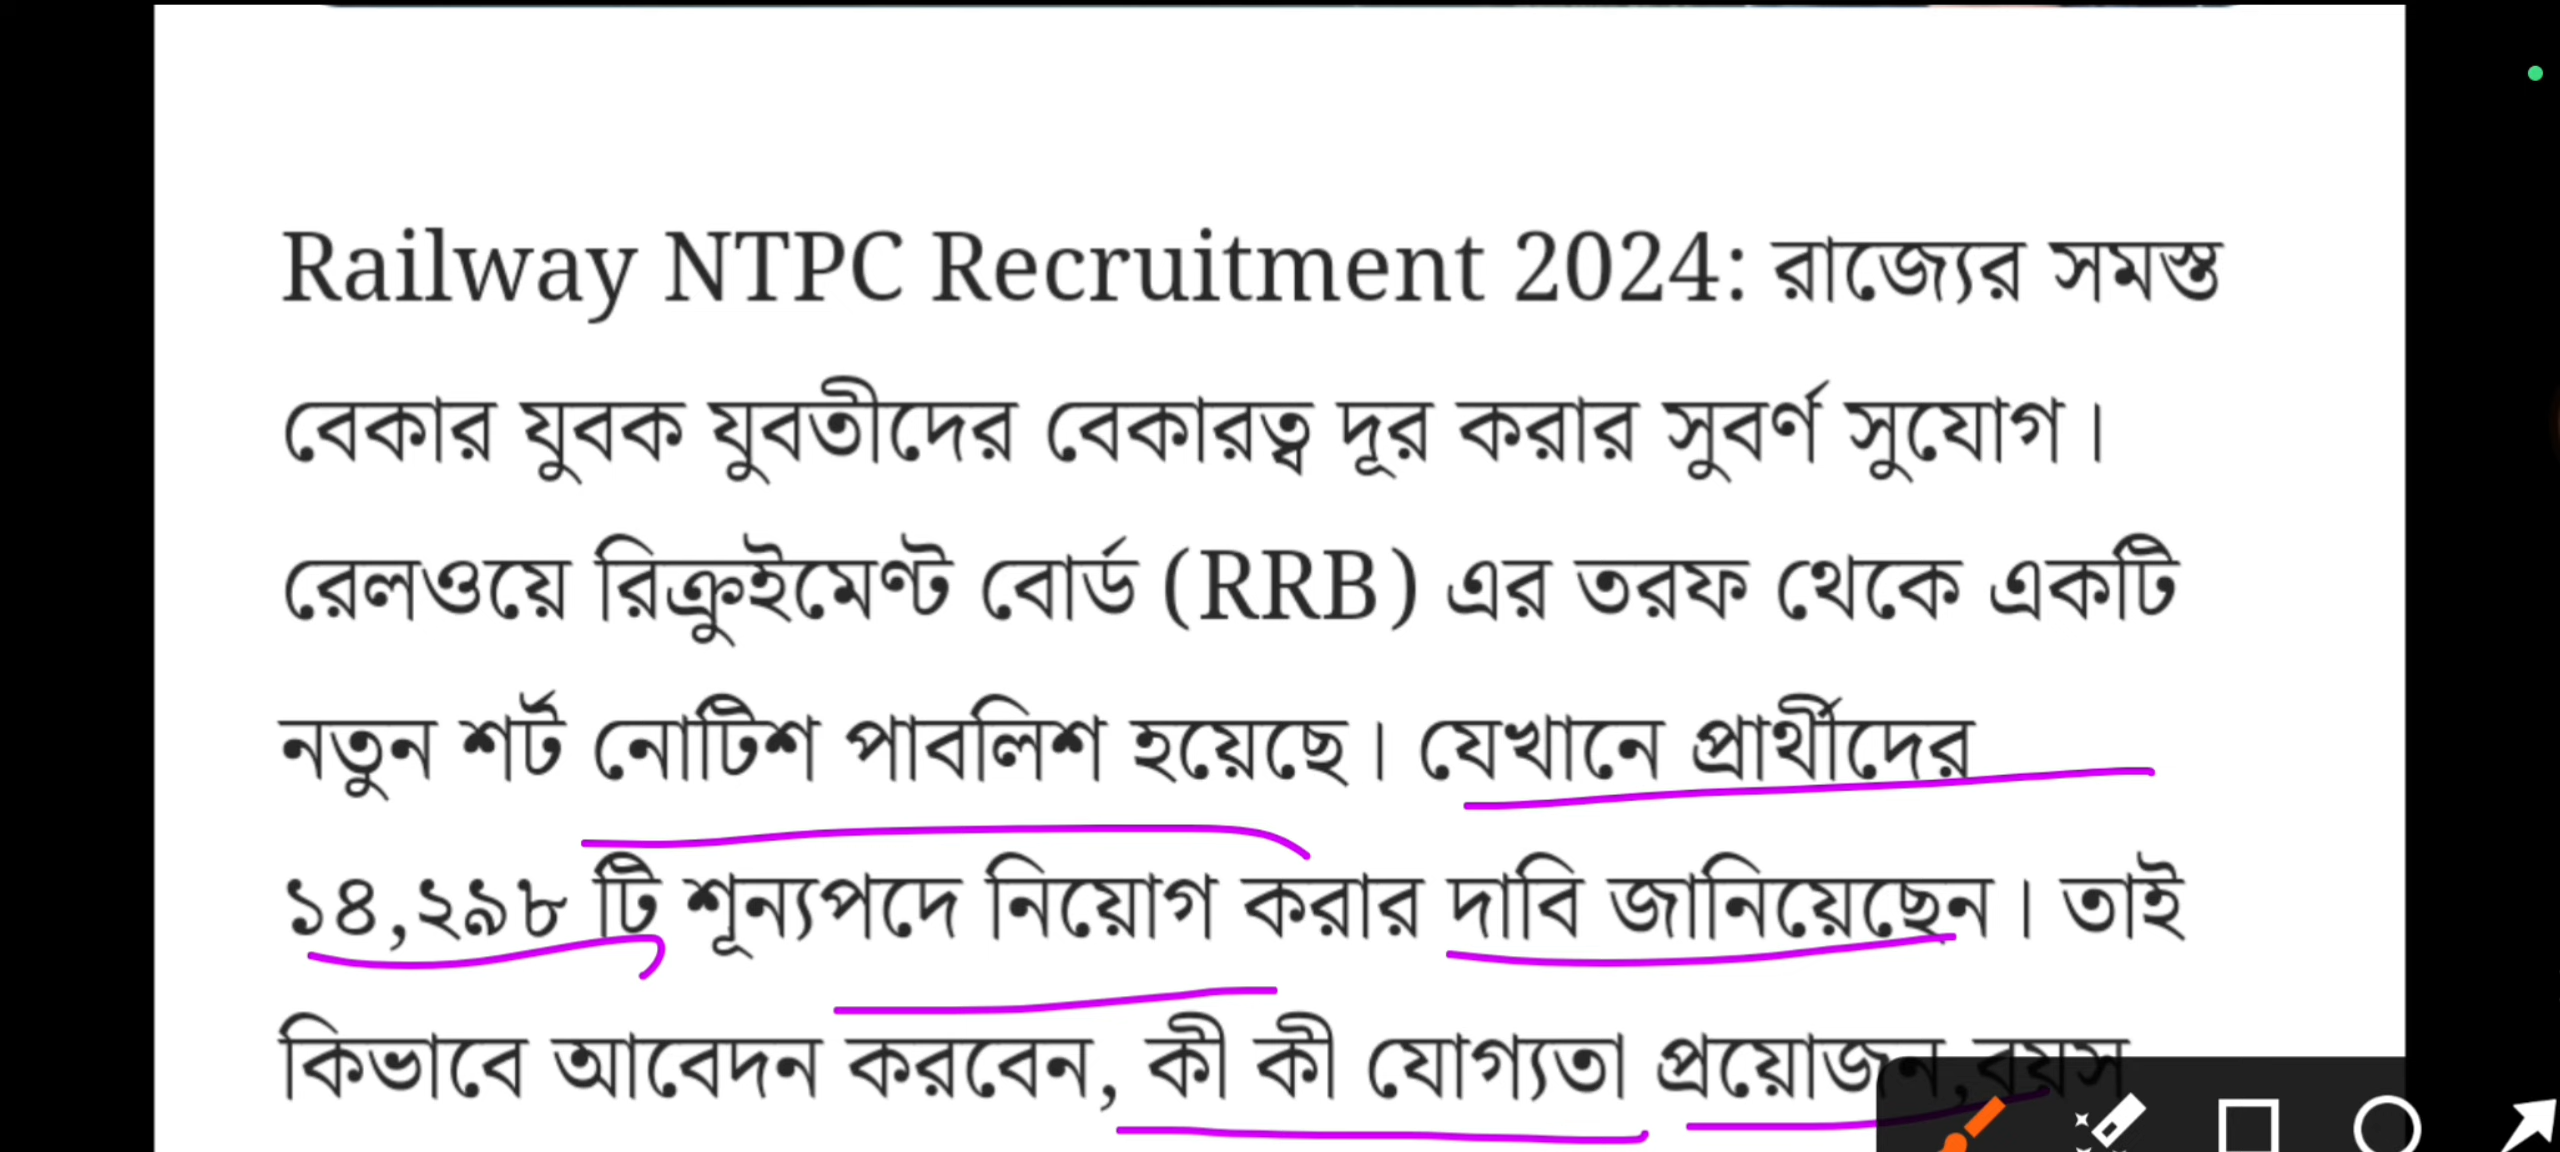 Railway NTPC Recruitment 2024: রাজ্যের সমস্ত
বেকার যুবক যুবতীদের বেকারত্ব দূর করার সুবর্ণ সুযোগ।
রেলওয়ে রিক্রুইমেণ্ট বোর্ড (RRB) এর তরফ থেকে একটি
নতুন শর্ট নোটিশ পাবলিশ হয়েছে। যেখানে প্রার্থীদের
১৪,২৯৮ টি শূন্যপদে নিয়োগ করার দাবি জানিয়েছেন। তাই
কিভাবে আবেদন করবেন, কী কী যোগ্যতা প্রয়োজন,বয়স